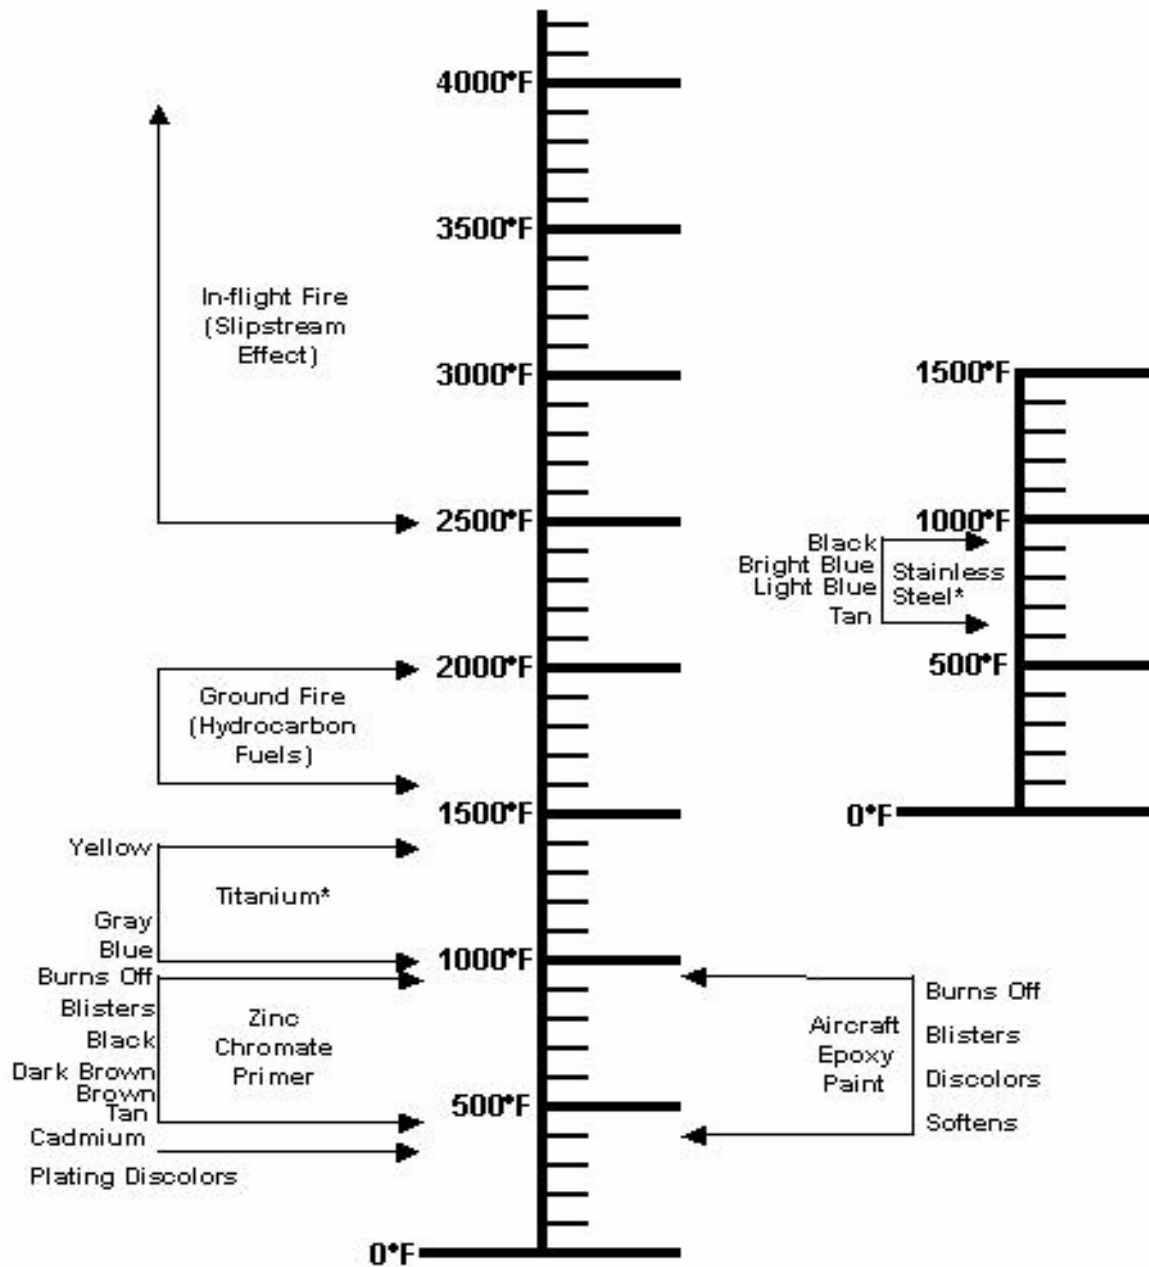 4000°F
3500°F
In-flight Fire
(Slipstream
Effect)
3000°F
1500°F
2500°F
1000°F
Black
Bright Blue
Light Blue
Tan
Stainless
Steel*
2000°F
500°F
Ground Fire
(Hydrocarbon
Fuels)
1500°F
0°F
Yellow
Titanium*
Gray
Blue
1000°F
Burns Off
Blisters
Black
Dark Brown
Brown
Tan
Zinc
Chromate
Primer
Aircraft
Epoxy
Paint
Burns Off
Blisters
Discolors
Softens
500°F
Cadmium
Plating Discolors
0°F